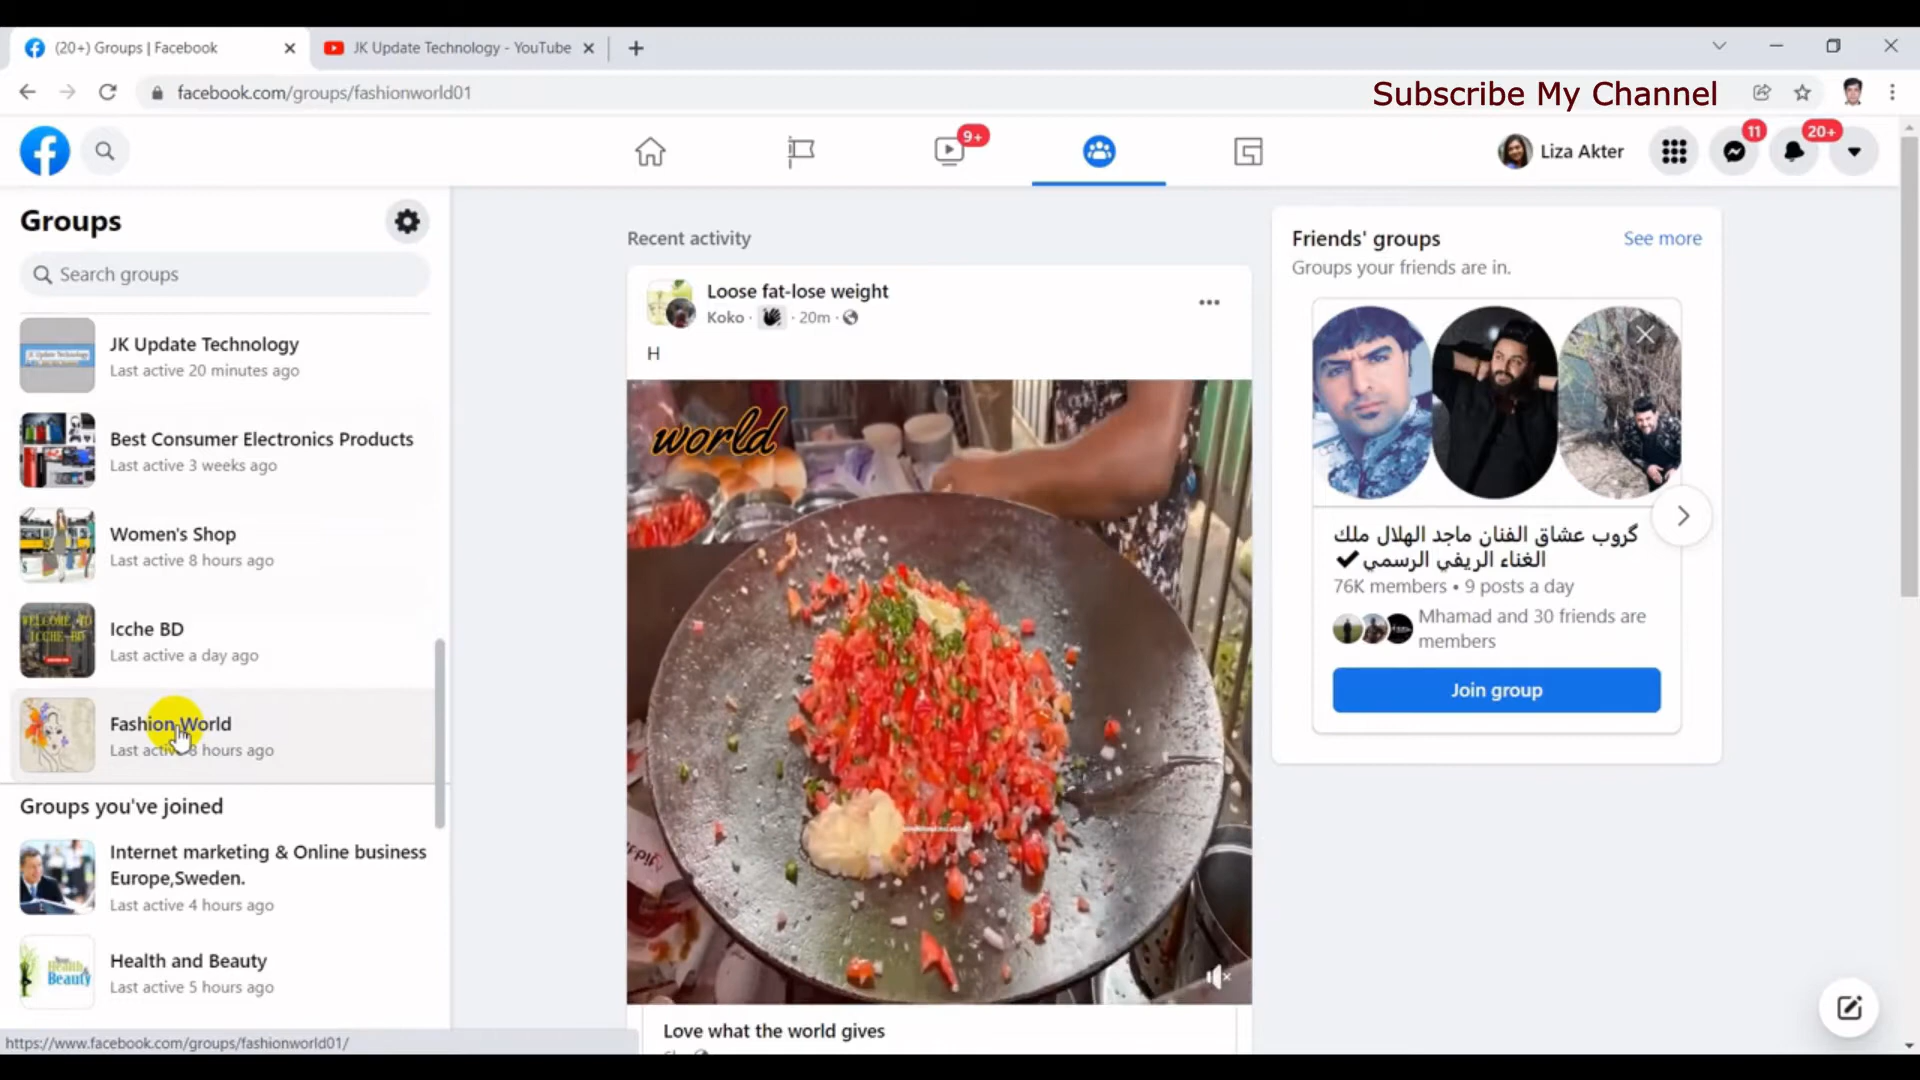 (20+) Groups | Facebook
JK Update Technology - YouTube
facebook.com/groups/fashionworld01
Subscribe My Channel
9+
Liza Akter
11
20+
Groups
Search groups
JK Update Technology
Last active 20 minutes ago
Best Consumer Electronics Products
Last active 3 weeks ago
Women's Shop
Last active 8 hours ago
Icche BD
Last active a day ago
Fashion World
Last active 8 hours ago
Groups you've joined
Internet marketing & Online business
Europe,Sweden.
Last active 4 hours ago
Health and Beauty
Last active 5 hours ago
https://www.facebook.com/groups/fashionworld01/
Recent activity
Loose fat-lose weight
Koko · 20m ·
H
world
Love what the world gives
Friends' groups
See more
Groups your friends are in.
گروب عشاق الفنان ماجد الهلال ملك
الغناء الريفي الرسمي✔
76K members • 9 posts a day
Mhamad and 30 friends are
members
Join group